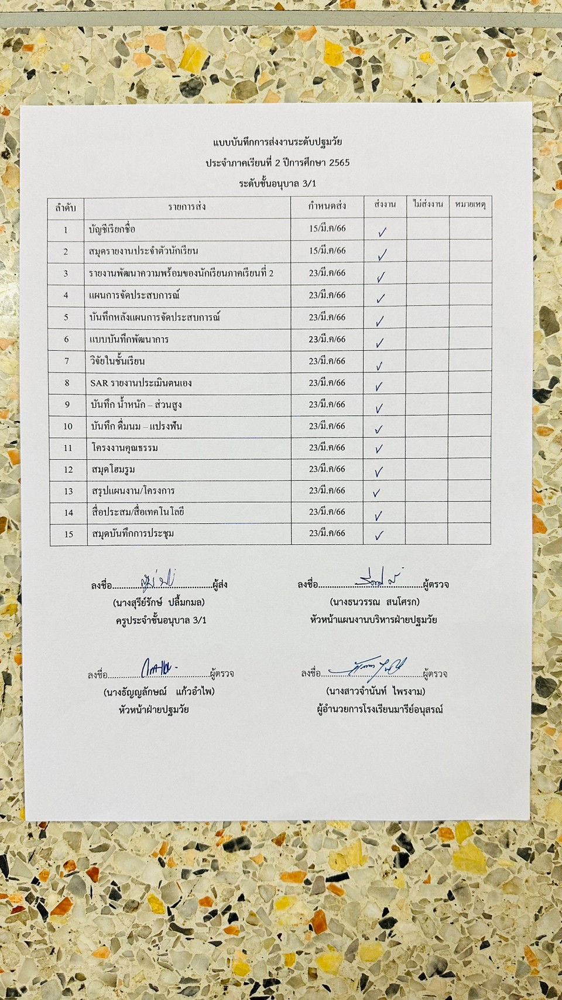 แบบบันทึกการส่งงานระดับปฐมวัย
ประจำภาคเรียนที่ 2 ปีการศึกษา 2565
ระดับชั้นอนุบาล 3/1
ลำดับ รายการส่ง กำหนดส่ง ส่งงาน ไม่ส่งงาน หมายเหตุ
1 บัญชีเรียกชื่อ 15/มี.ค/66 ✓
2 สมุดรายงานประจำตัวนักเรียน 15/มี.ค/66 ✓
3 รายงานพัฒนาความพร้อมของนักเรียนภาคเรียนที่ 2 23/มี.ค/66 ✓
4 แผนการจัดประสบการณ์ 23/มี.ค/66 ✓
5 บันทึกหลังแผนการจัดประสบการณ์ 23/มี.ค/66 ✓
6 แบบบันทึกพัฒนาการ 23/มี.ค/66 ✓
7 วิจัยในชั้นเรียน 23/มี.ค/66 ✓
8 SAR รายงานประเมินตนเอง 23/มี.ค/66 ✓
9 บันทึก น้ำหนัก – ส่วนสูง 23/มี.ค/66 ✓
10 บันทึก ดื่มนม – แปรงฟัน 23/มี.ค/66 ✓
11 โครงงานคุณธรรม 23/มี.ค/66 ✓
12 สมุดโฮมรูม 23/มี.ค/66 ✓
13 สรุปแผนงาน/โครงการ 23/มี.ค/66 ✓
14 สื่อประสม/สื่อเทคโนโลยี 23/มี.ค/66 ✓
15 สมุดบันทึกการประชุม 23/มี.ค/66 ✓
ลงชื่อ........................................ผู้ส่ง ลงชื่อ........................................ผู้ตรวจ
(นางสุรีย์รักษ์ ปลื้มกมล) (นางธนวรรณ สนโศรก)
ครูประจำชั้นอนุบาล 3/1 หัวหน้าแผนงานบริหารฝ่ายปฐมวัย
ลงชื่อ........................................ผู้ตรวจ ลงชื่อ........................................ผู้ตรวจ
(นางธัญญลักษณ์ แก้วอำไพ) (นางสาวจำนันท์ ไพรงาม)
หัวหน้าฝ่ายปฐมวัย ผู้อำนวยการโรงเรียนมารีย์อนุสรณ์